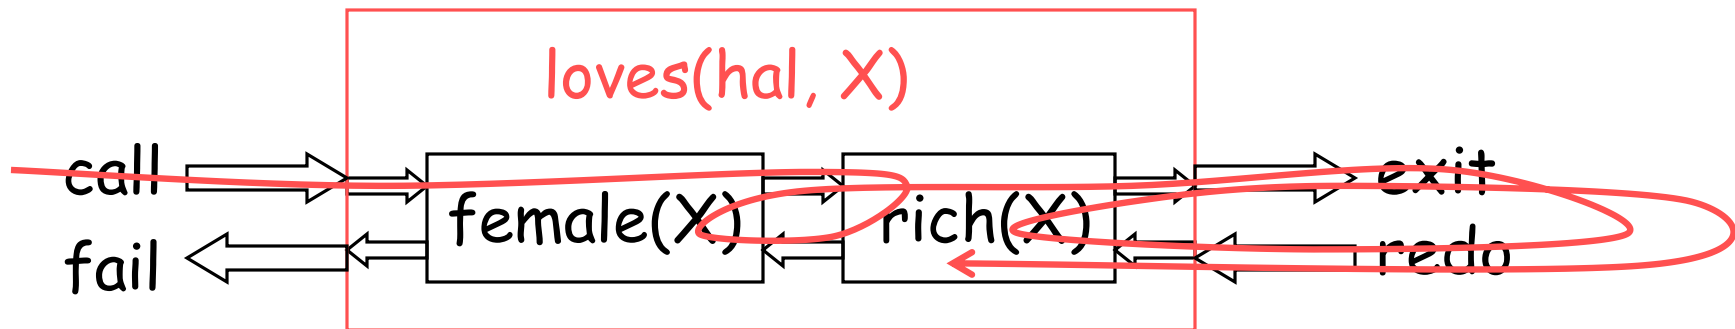 loves(hal, X)
call female(X) rich(X) exit
fail redo